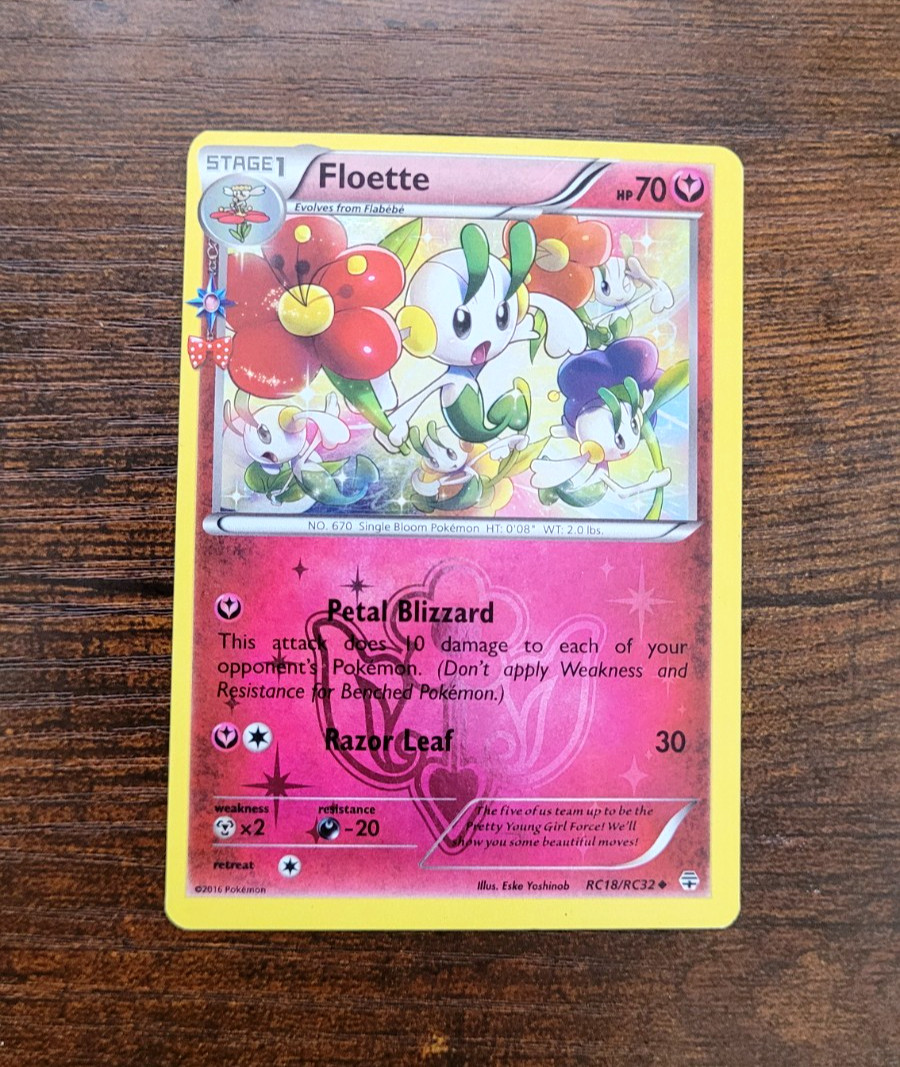 STAGE1
Floette
HP 70
Evolves from Flabébé
NO. 670 Single Bloom Pokémon HT: 0'08" WT: 2.0 lbs.
Petal Blizzard
This attack does 10 damage to each of your
opponent's Pokémon. (Don't apply Weakness and
Resistance for Benched Pokémon.)
Razor Leaf 30
weakness resistance
×2 -20
The five of us team up to be the
Pretty Young Girl Force! We'll
show you some beautiful moves!
retreat
©2016 Pokémon
Illus. Eske Yoshinob RC18/RC32